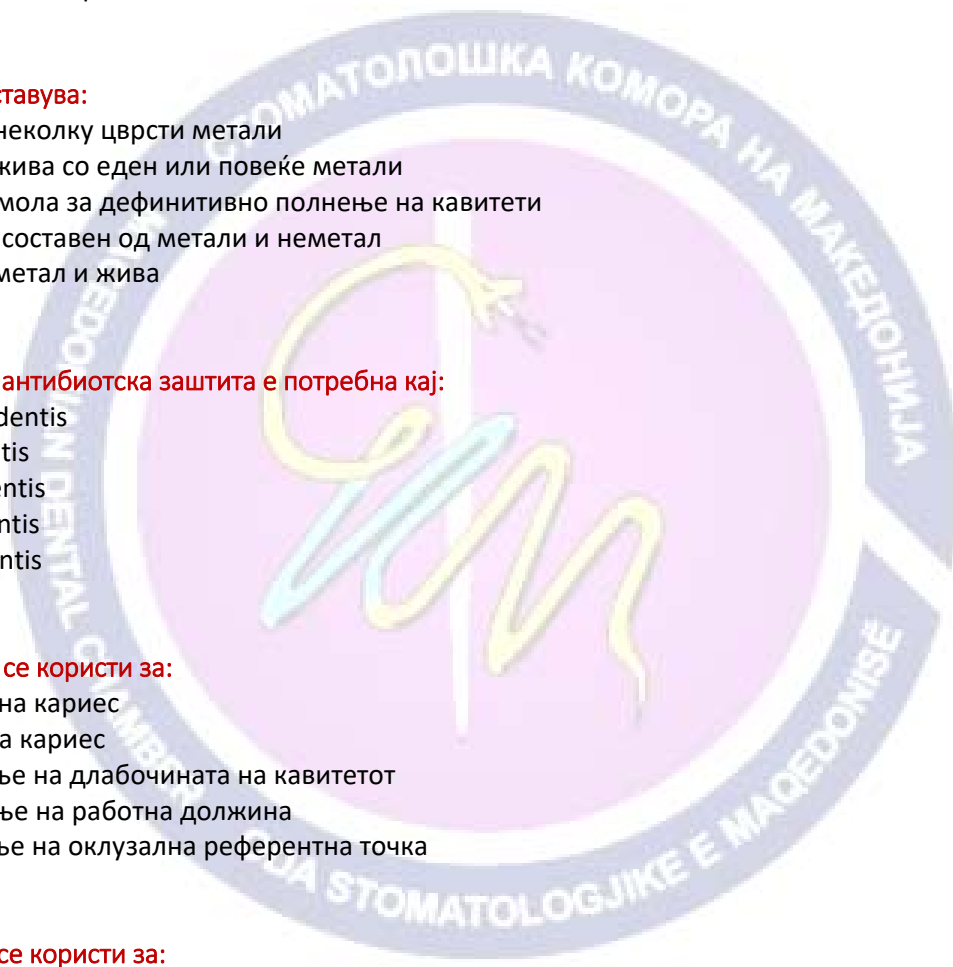 СТОМАТОЛОШКА КОМОРА НА МАКЕДОНИЈА
ставува:
неколку цврсти метали
жива со еден или повеќе метали
мола за дефинитивно полнење на кавитети
составен од метали и неметал
метал и жива
антибиотска заштита е потребна кај:
dentis
tis
entis
ntis
ntis
се користи за:
на кариес
а кариес
ње на длабочината на кавитетот
ње на работна должина
ње на оклузална референтна точка
се користи за:
MACEDONIAN DENTAL CHAMBER
ODA STOMATOLOGJIKE E MAQEDONISË